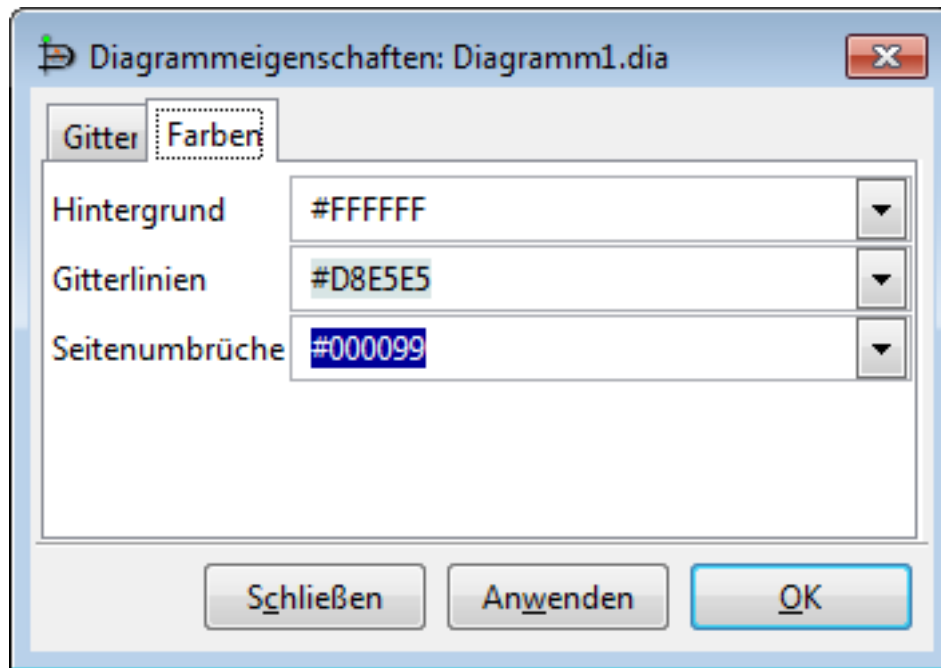 Diagrammeigenschaften: Diagramm1.dia
Gitter Farben
Hintergrund #FFFFFF
Gitterlinien #D8E5E5
Seitenumbrüche #000099
Schließen Anwenden OK